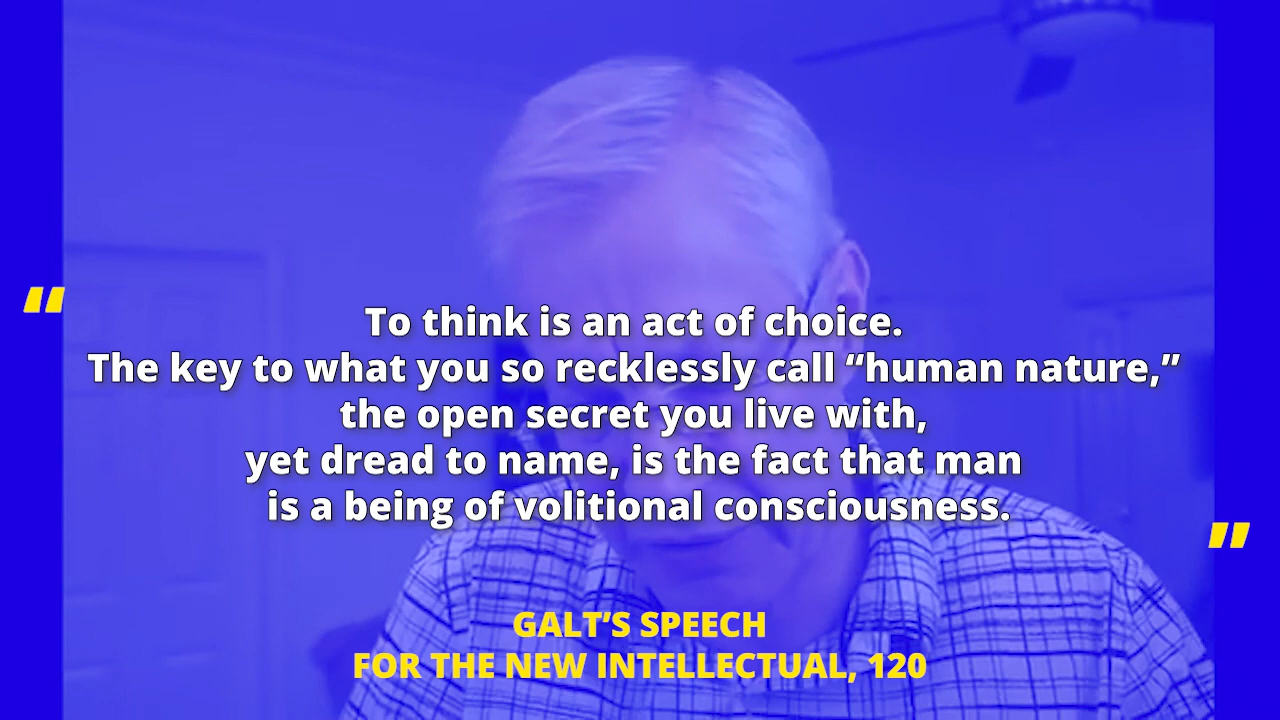 “
To think is an act of choice.
The key to what you so recklessly call “human nature,”
the open secret you live with,
yet dread to name, is the fact that man
is a being of volitional consciousness.
”
GALT’S SPEECH
FOR THE NEW INTELLECTUAL, 120